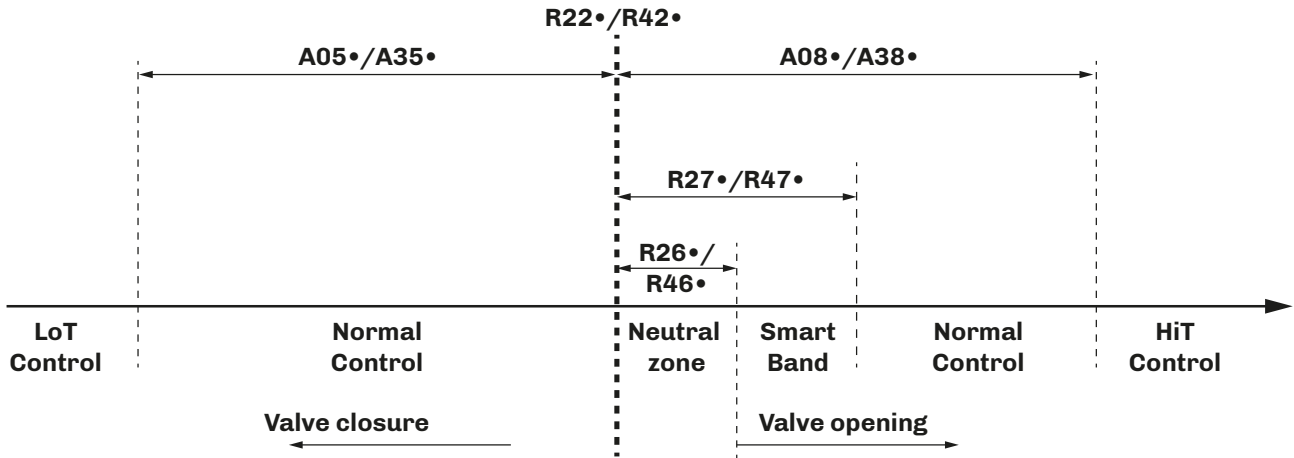 R22•/R42•
A05•/A35•
A08•/A38•
R27•/R47•
R26•/
R46•
LoT
Control
Normal
Control
Neutral
zone
Smart
Band
Normal
Control
HiT
Control
Valve closure
Valve opening